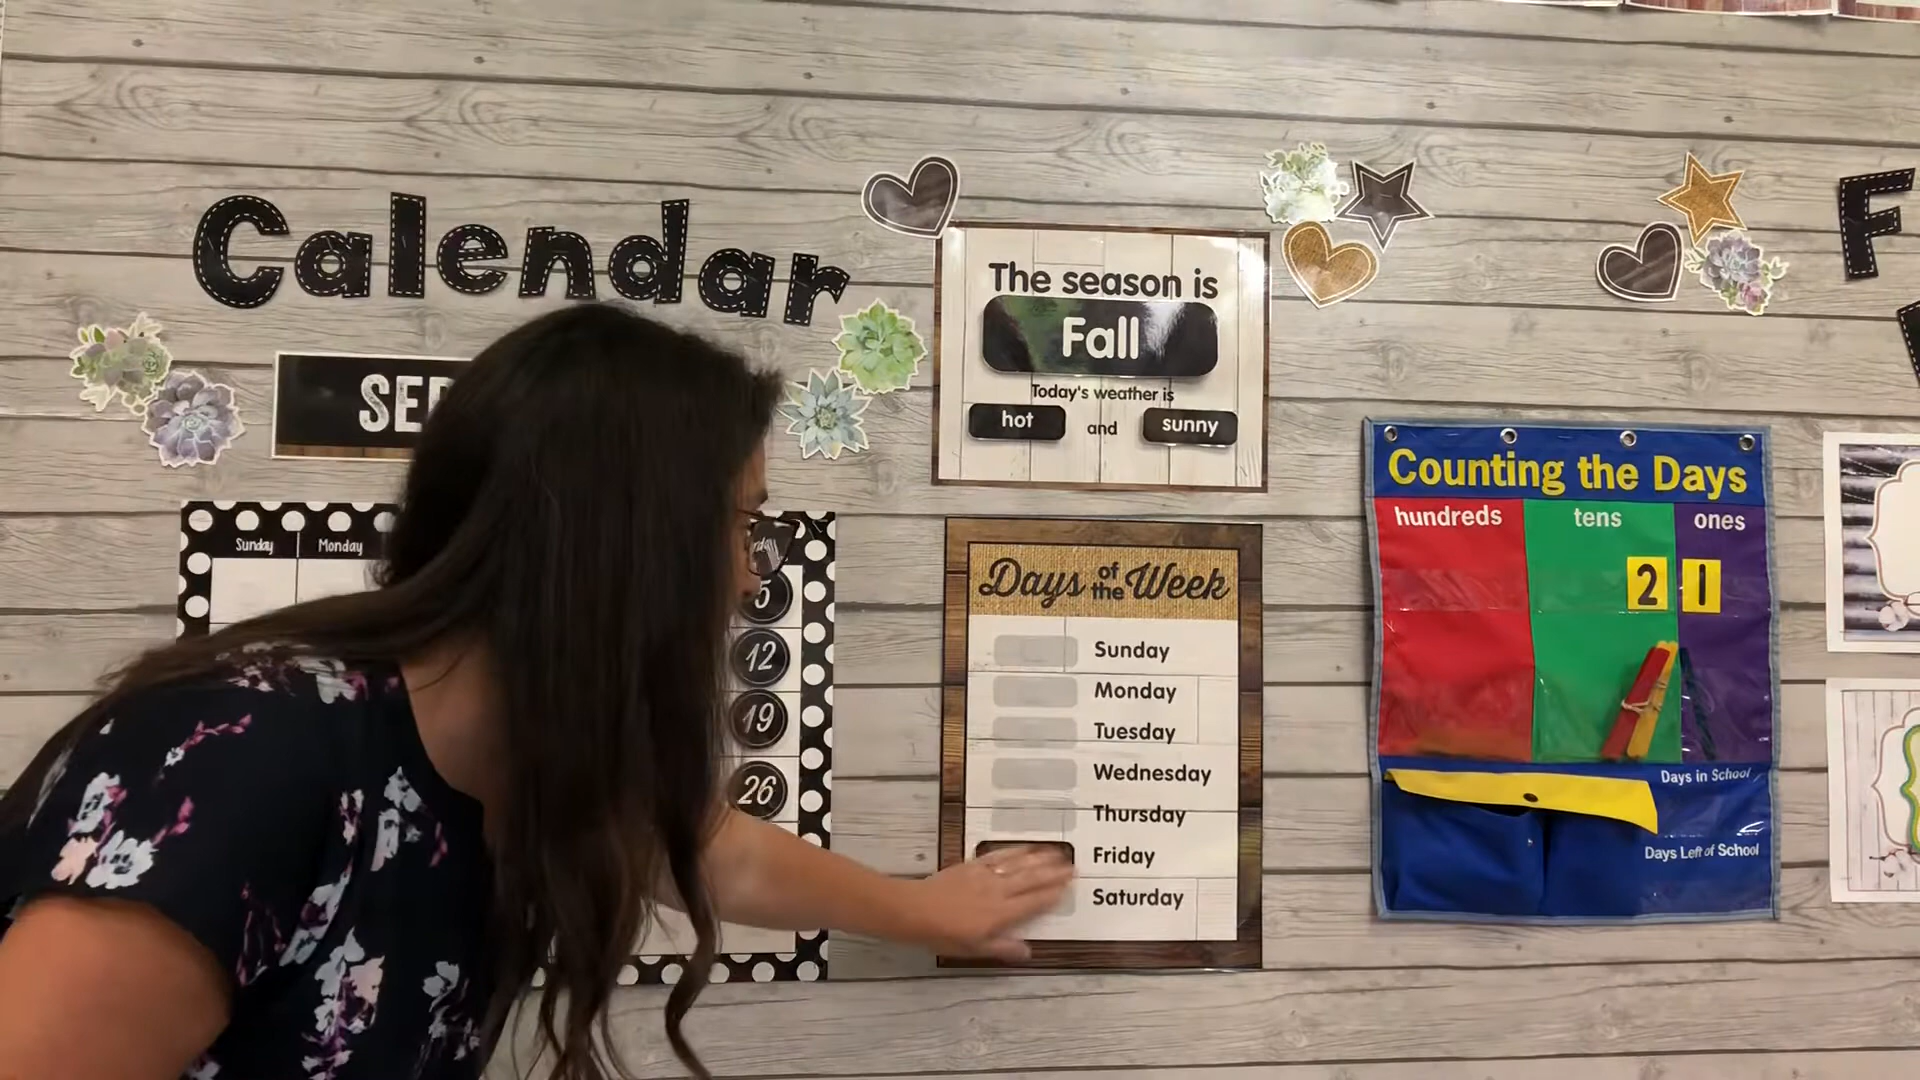 Calendar
The season is
Fall
Today's weather is
hot and sunny
Sunday Monday
5
12
19
26
Days of the Week
Sunday
Monday
Tuesday
Wednesday
Thursday
Friday
Saturday
Counting the Days
hundreds tens ones
2 1
Days in School
Days Left of School
F